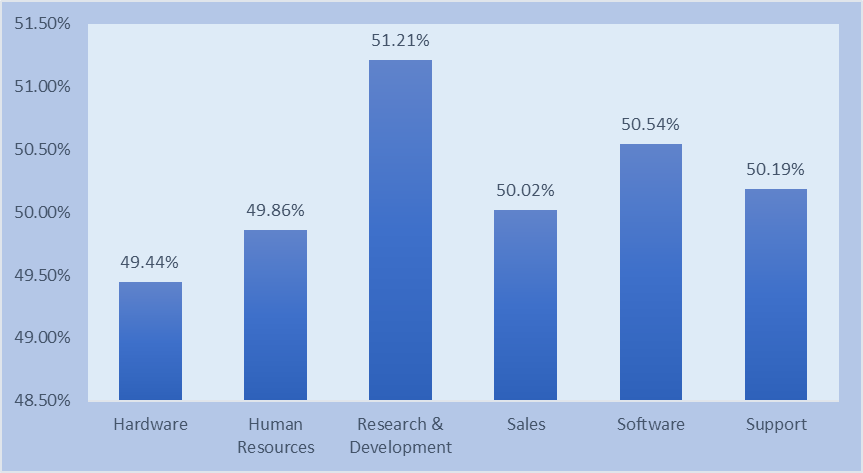 51.50%
51.00%
50.50%
50.00%
49.50%
49.00%
48.50%
49.44%
49.86%
51.21%
50.02%
50.54%
50.19%
Hardware
Human
Resources
Research &
Development
Sales
Software
Support